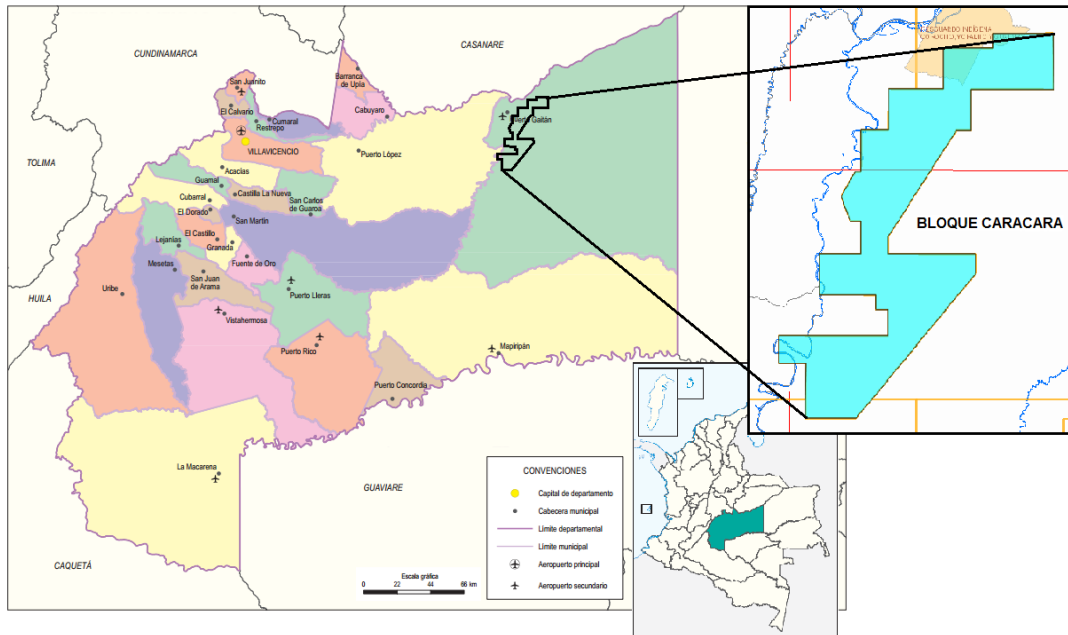 CUNDINAMARCA
CASANARE
San Juanito
Barranca
de Upía
El Calvario
Restrepo
Cumaral
Cabuyaro
VILLAVICENCIO
Puerto López
TOLIMA
Acacías
Guamal
Castilla La Nueva
Cubarral
El Dorado
San Carlos
de Guaroa
San Martín
El Castillo
Lejanías
Granada
Fuente de Oro
Mesetas
San Juan
de Arama
HUILA
Uribe
Puerto Lleras
Vistahermosa
Puerto Rico
Mapiripán
Puerto Concordia
La Macarena
GUAVIARE
CAQUETÁ
Gaitán
RESGUARDO INDÍGENA
BLOQUE CARACARA
CONVENCIONES
Capital de departamento
Cabecera municipal
Límite departamental
Límite municipal
Aeropuerto principal
Aeropuerto secundario
Escala gráfica
0 22 44 66 km